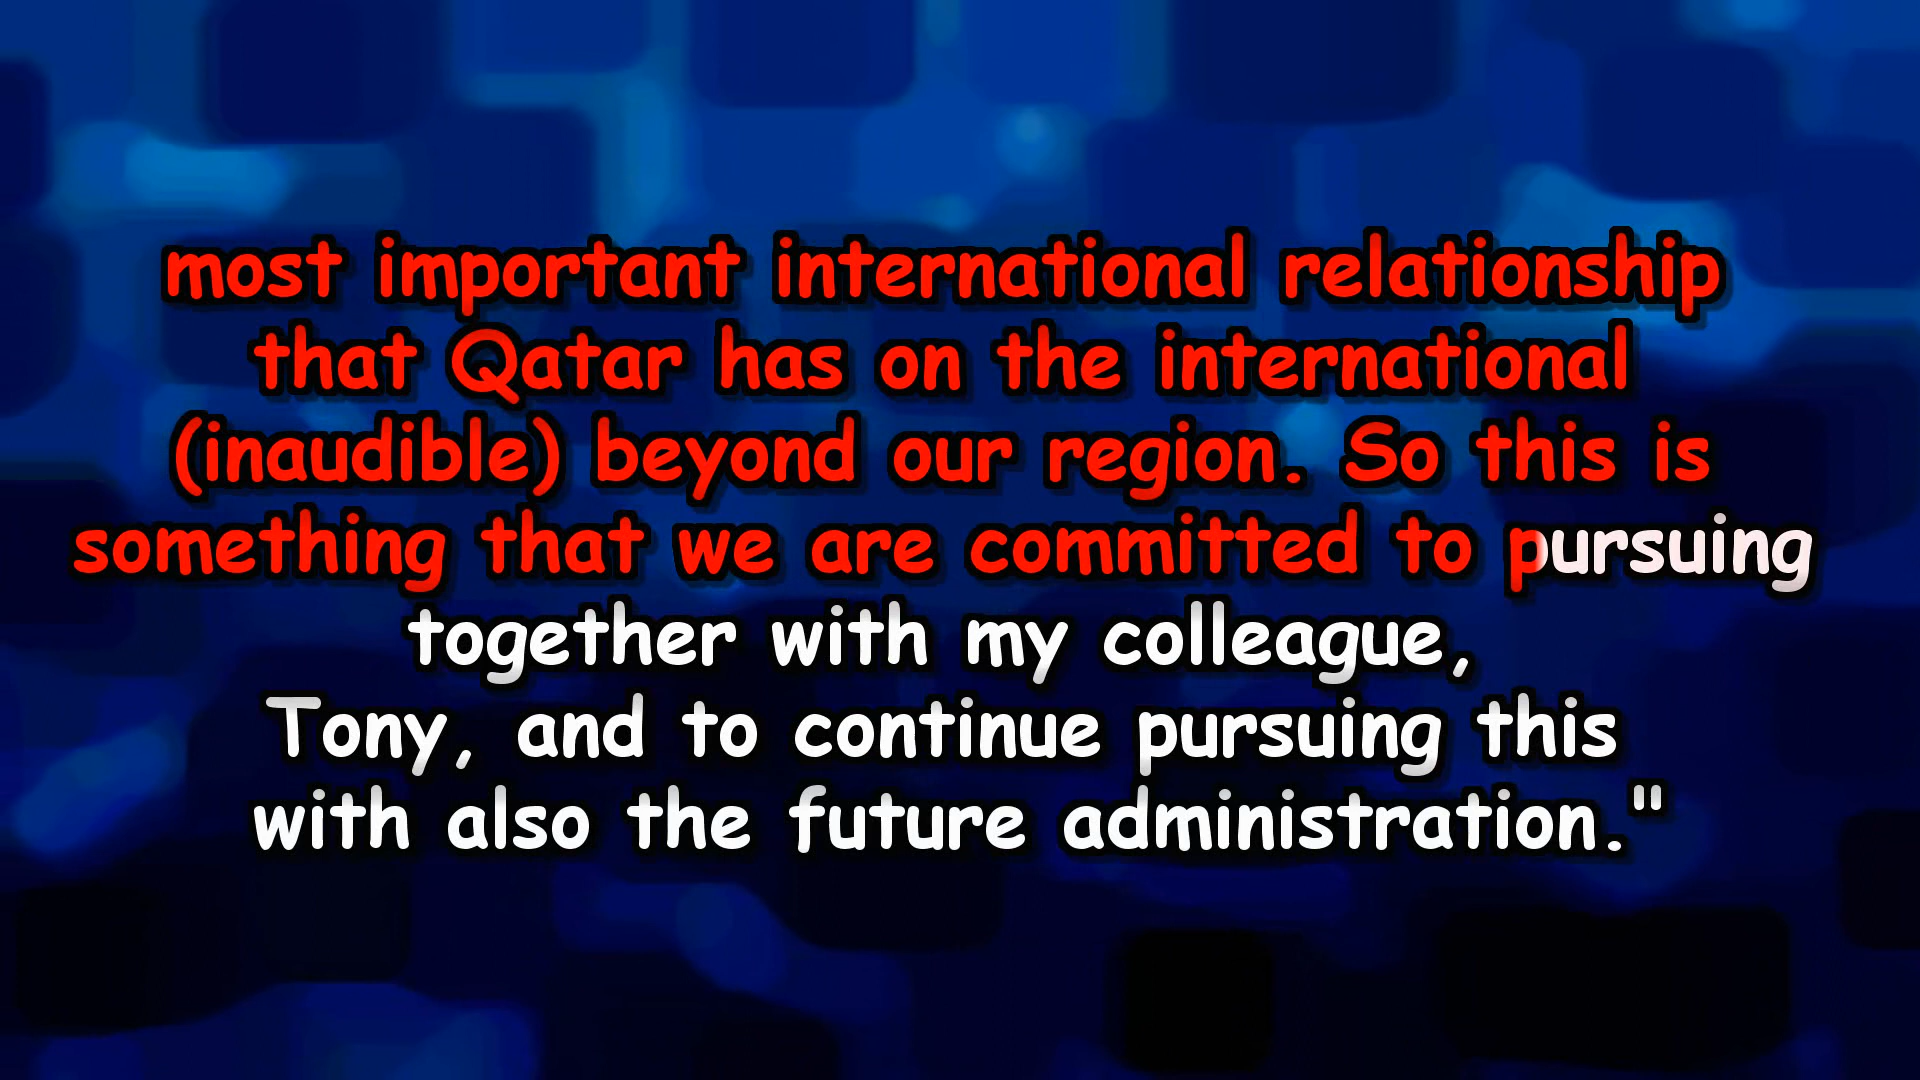 most important international relationship
that Qatar has on the international
(inaudible) beyond our region. So this is
something that we are committed to pursuing
together with my colleague,
Tony, and to continue pursuing this
with also the future administration."